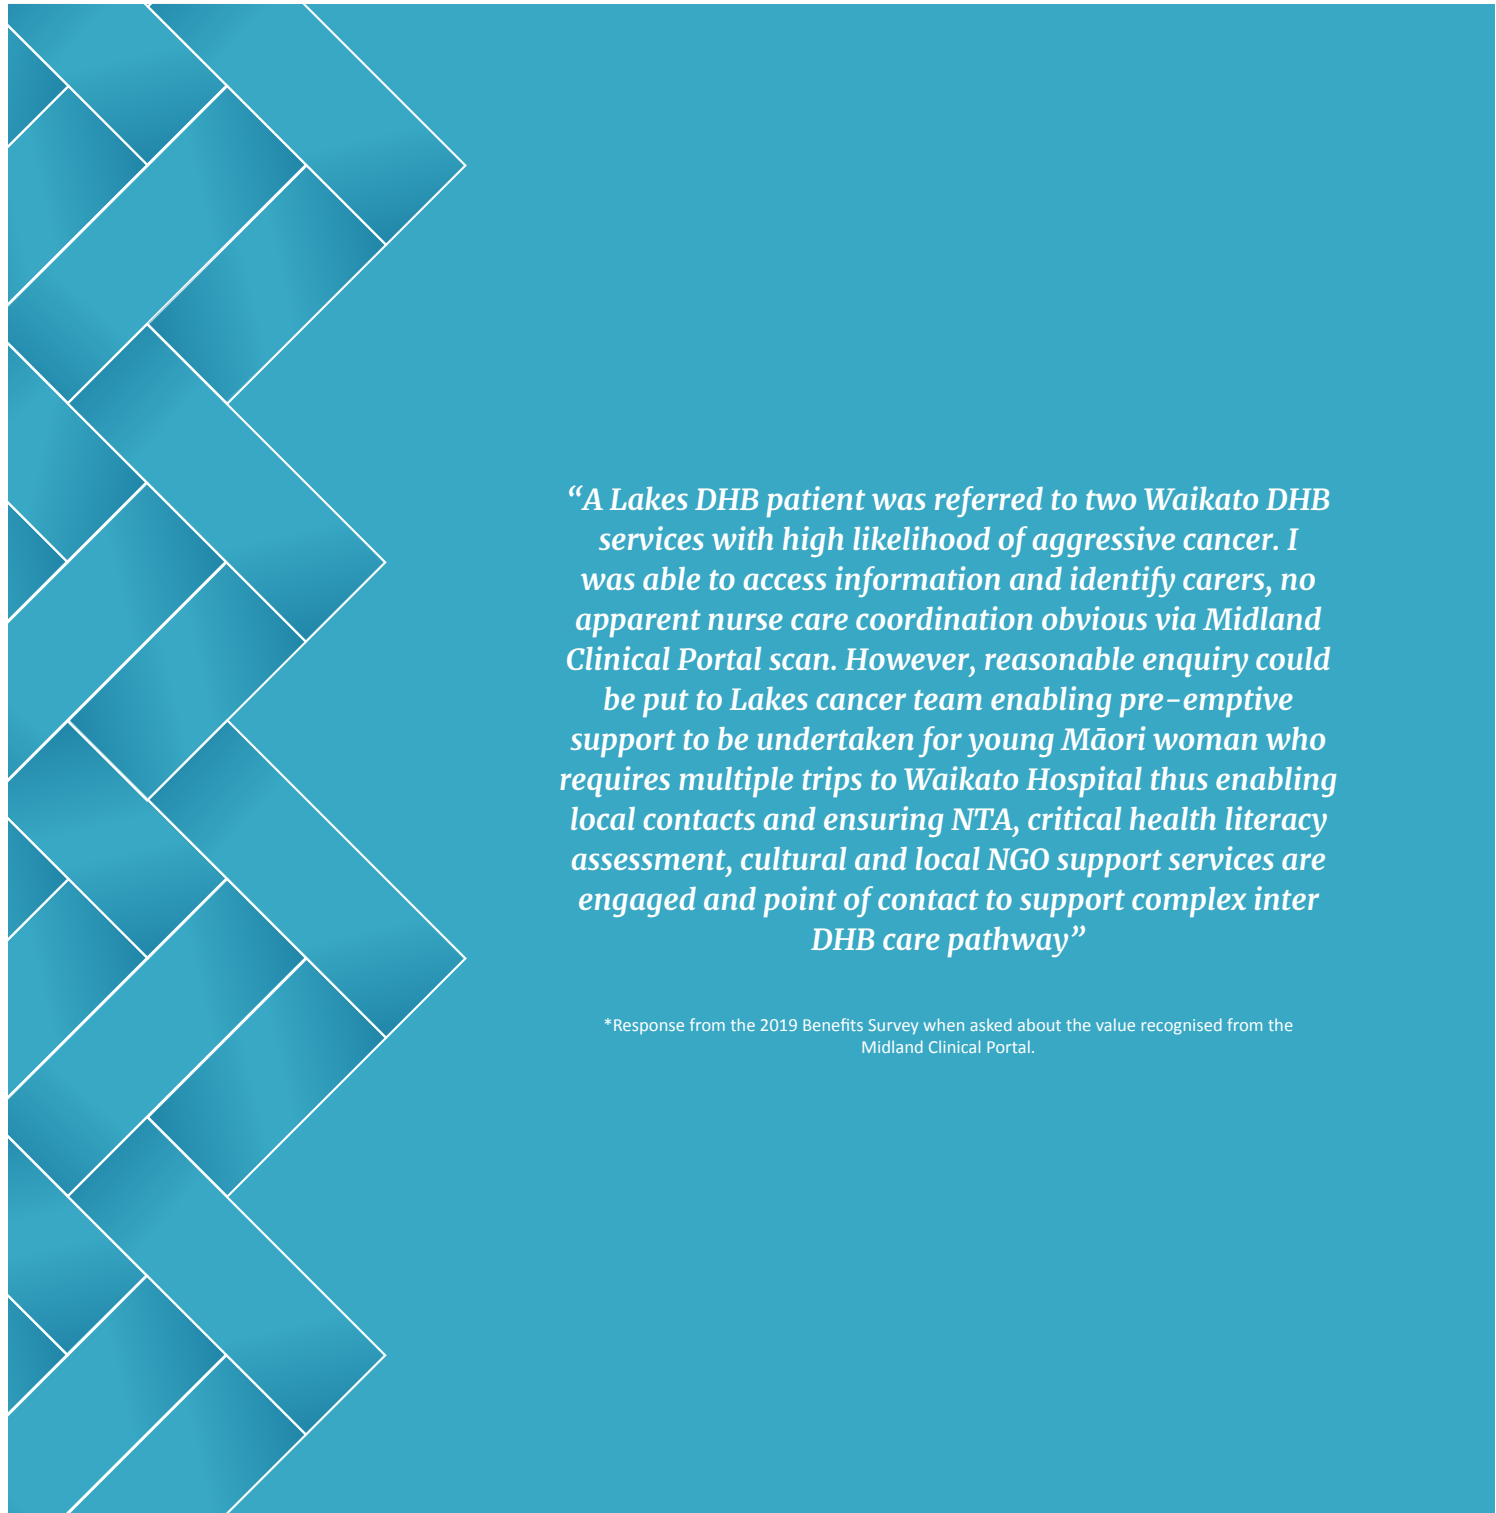 “A Lakes DHB patient was referred to two Waikato DHB
services with high likelihood of aggressive cancer. I
was able to access information and identify carers, no
apparent nurse care coordination obvious via Midland
Clinical Portal scan. However, reasonable enquiry could
be put to Lakes cancer team enabling pre-emptive
support to be undertaken for young Māori woman who
requires multiple trips to Waikato Hospital thus enabling
local contacts and ensuring NTA, critical health literacy
assessment, cultural and local NGO support services are
engaged and point of contact to support complex inter
DHB care pathway”
*Response from the 2019 Benefits Survey when asked about the value recognised from the
Midland Clinical Portal.